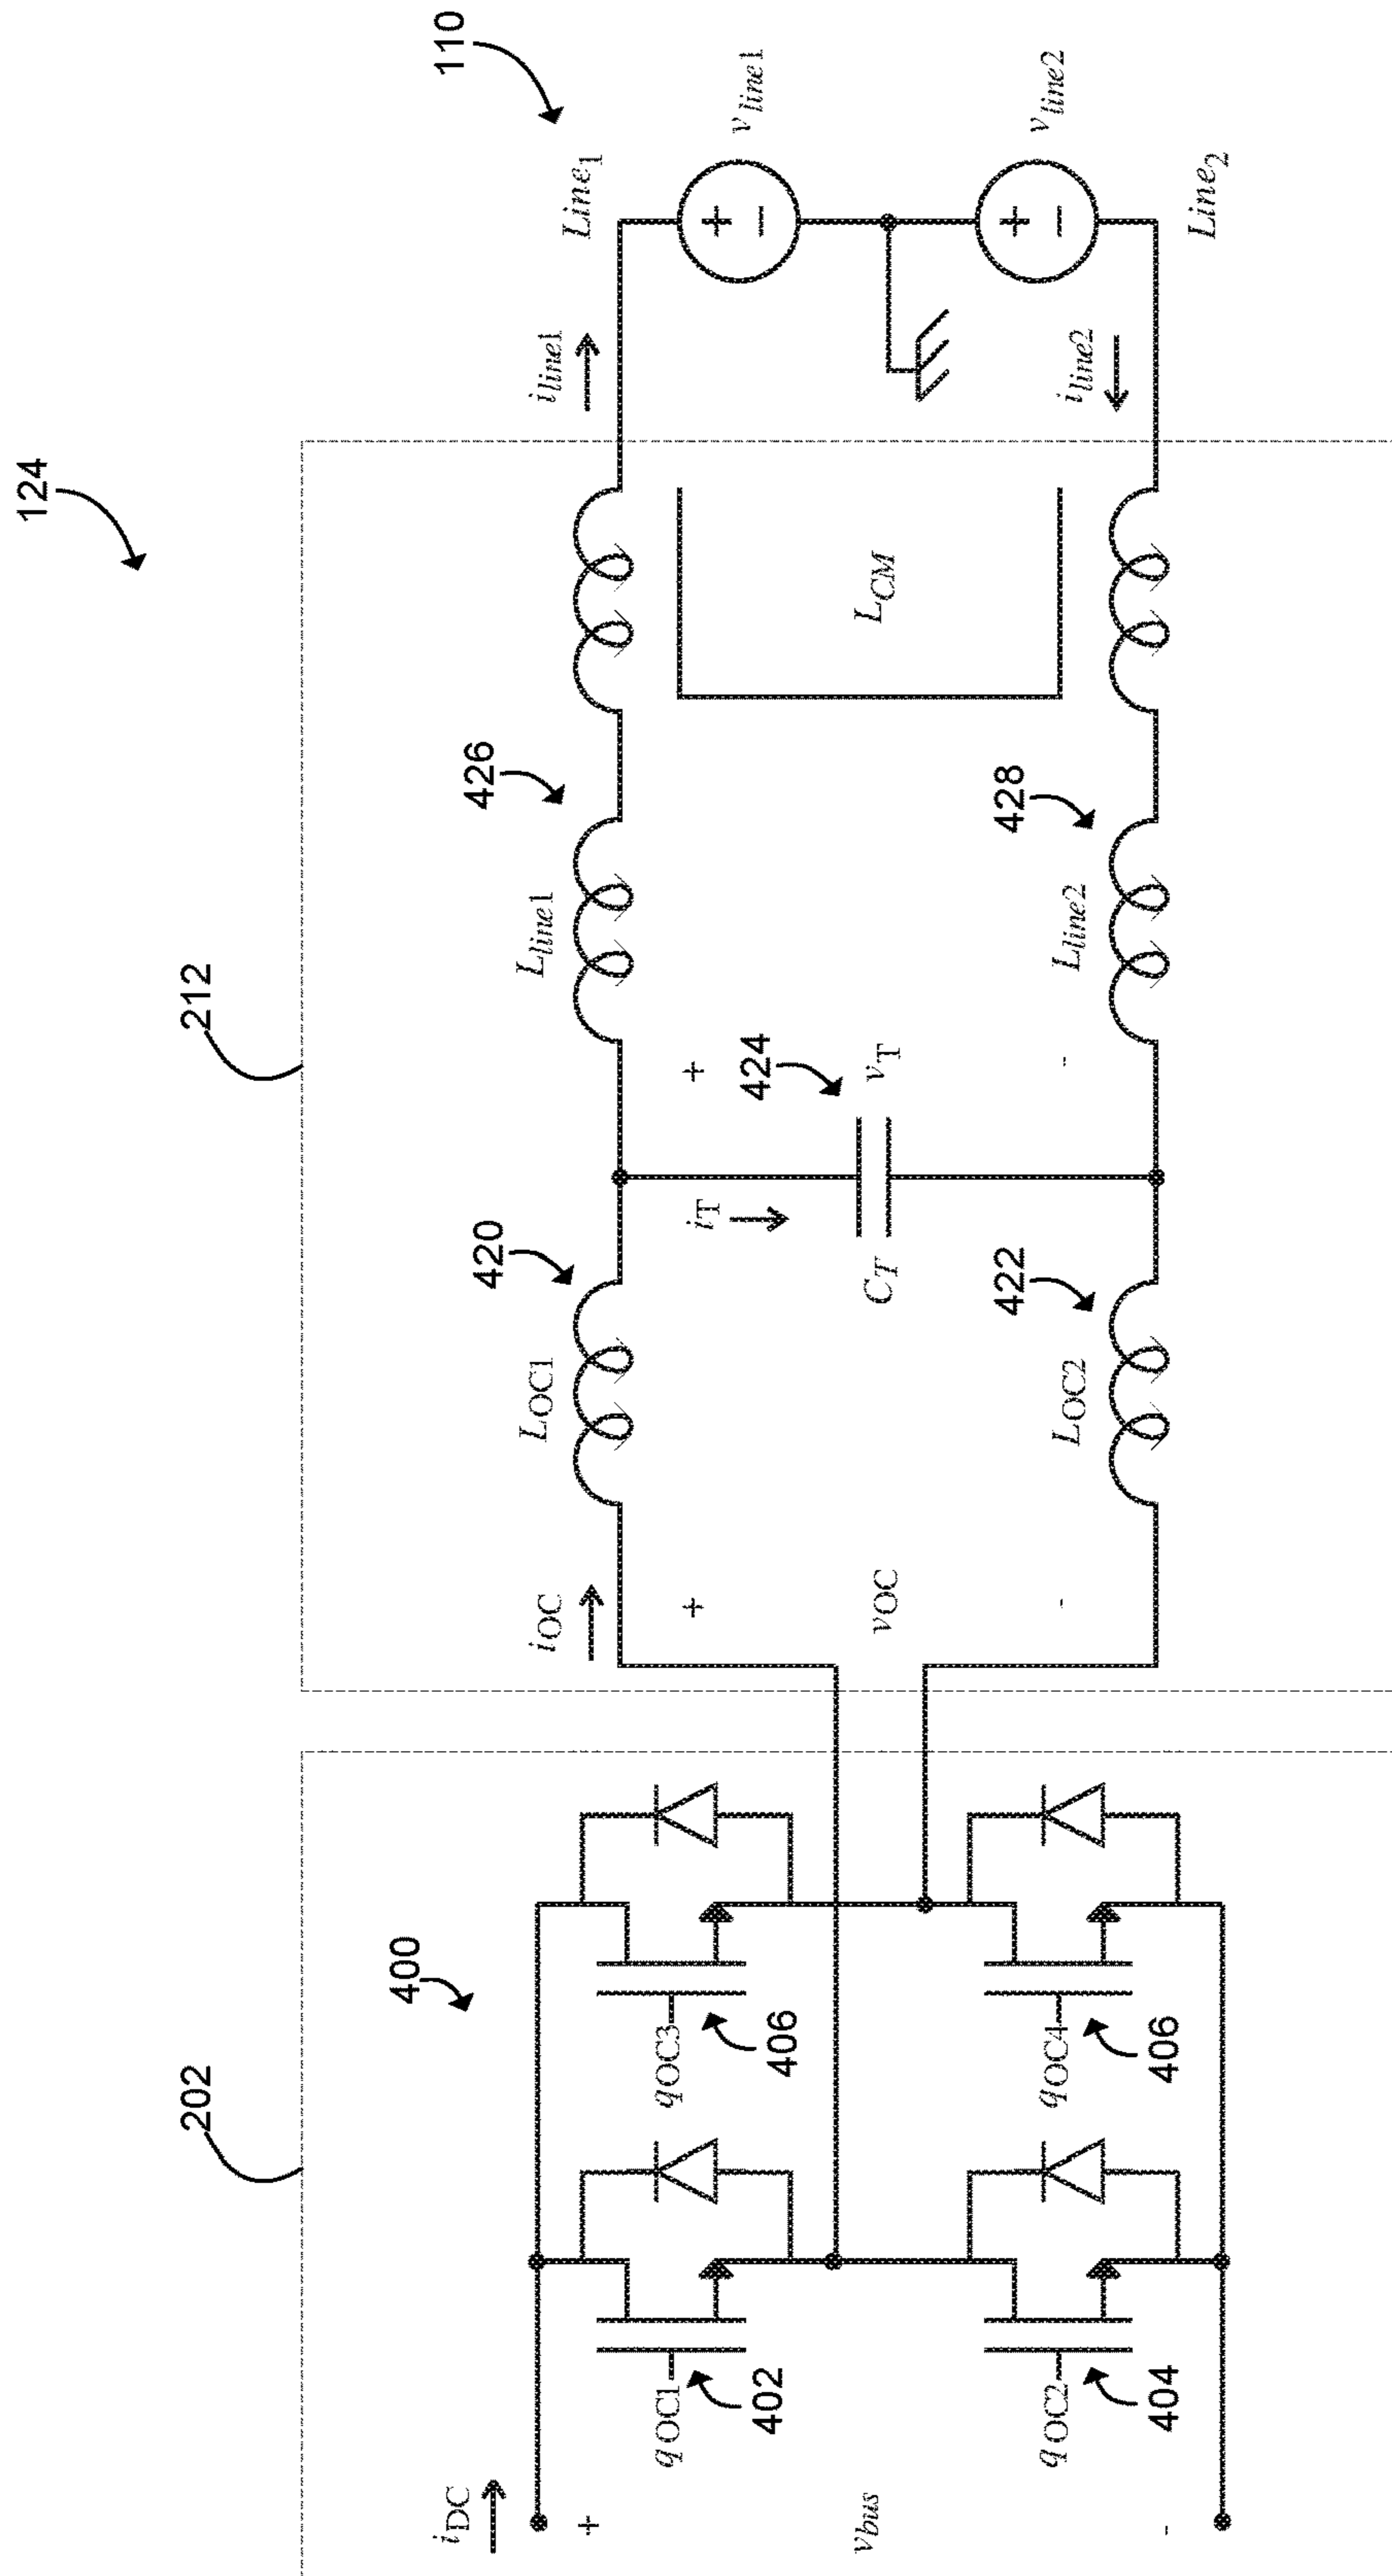 124
110
202
212
400
i_DC
+
v_bus
-
q_OC1
402
q_OC2
404
q_OC3
406
q_OC4
406
i_OC
+
v_OC
-
L_OC1
420
L_OC2
422
i_T
C_T
424
+
v_T
-
L_line1
426
L_line2
428
L_CM
i_line1
i_line2
Line_1
Line_2
+
-
v_line1
+
-
v_line2